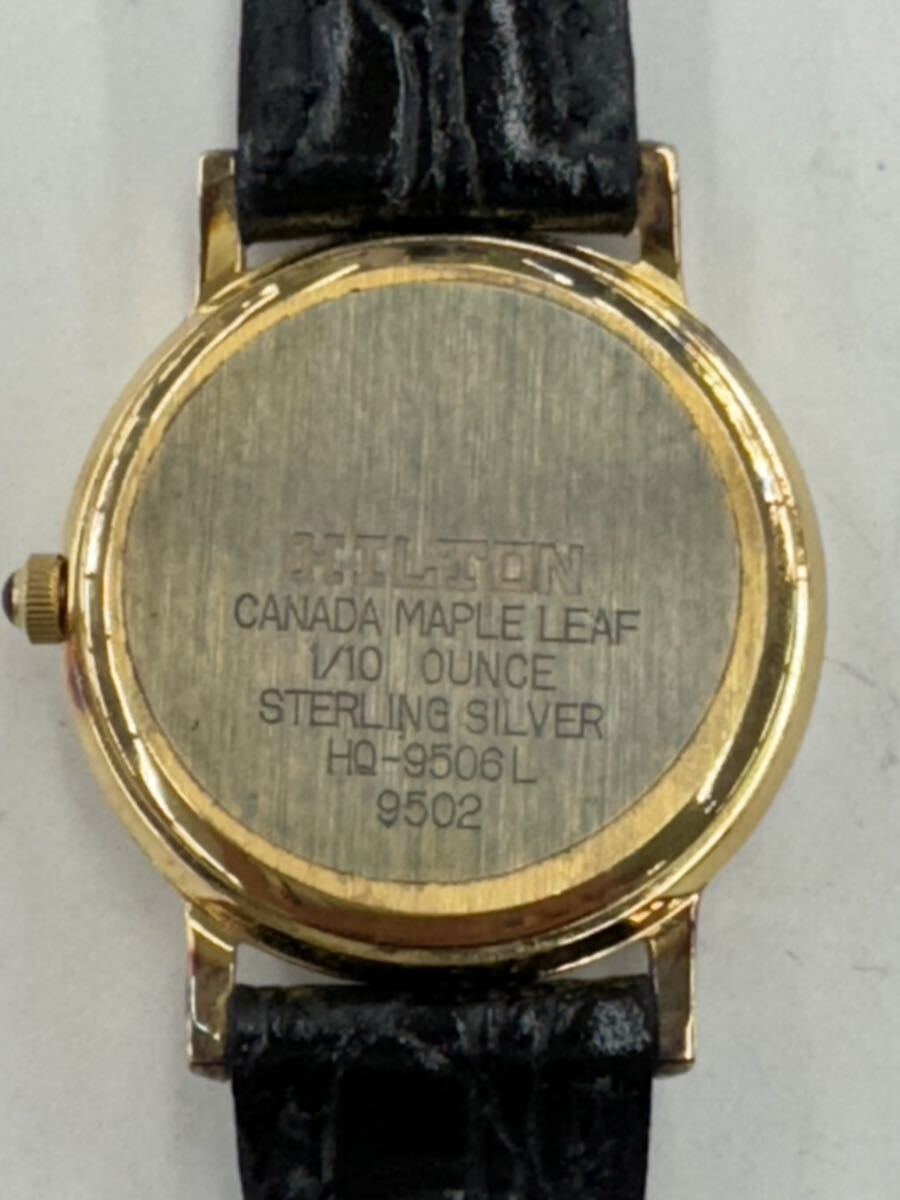 HILTON
CANADA MAPLE LEAF
1/10 OUNCE
STERLING SILVER
HQ-9506L
9502